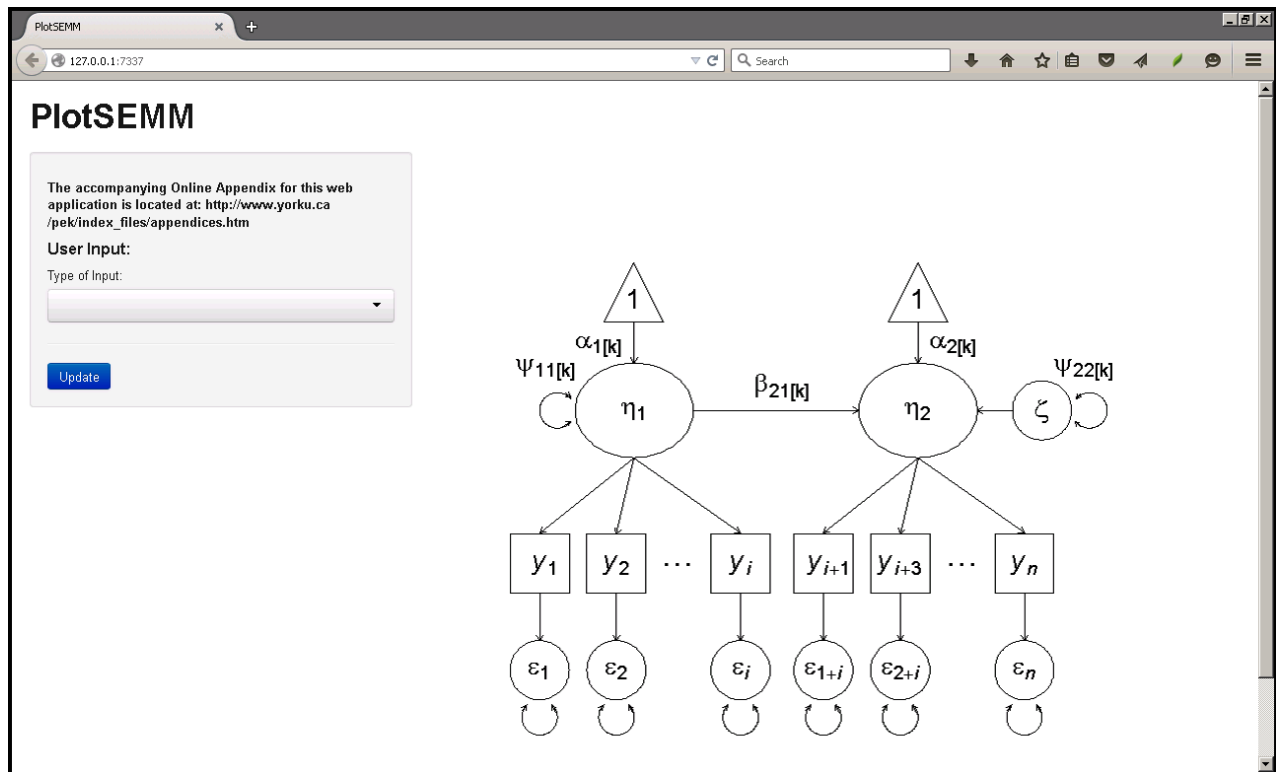 PlotSEMM
127.0.0.1:7337
Search
PlotSEMM
The accompanying Online Appendix for this web
application is located at: http://www.yorku.ca
/pek/index_files/appendices.htm
User Input:
Type of Input:
Update
1 1
α1[k] α2[k]
ψ11[k] β21[k] ψ22[k]
η1 η2 ζ
y1 y2 ... yi yi+1 yi+3 ... yn
ε1 ε2 εi ε1+i ε2+i εn